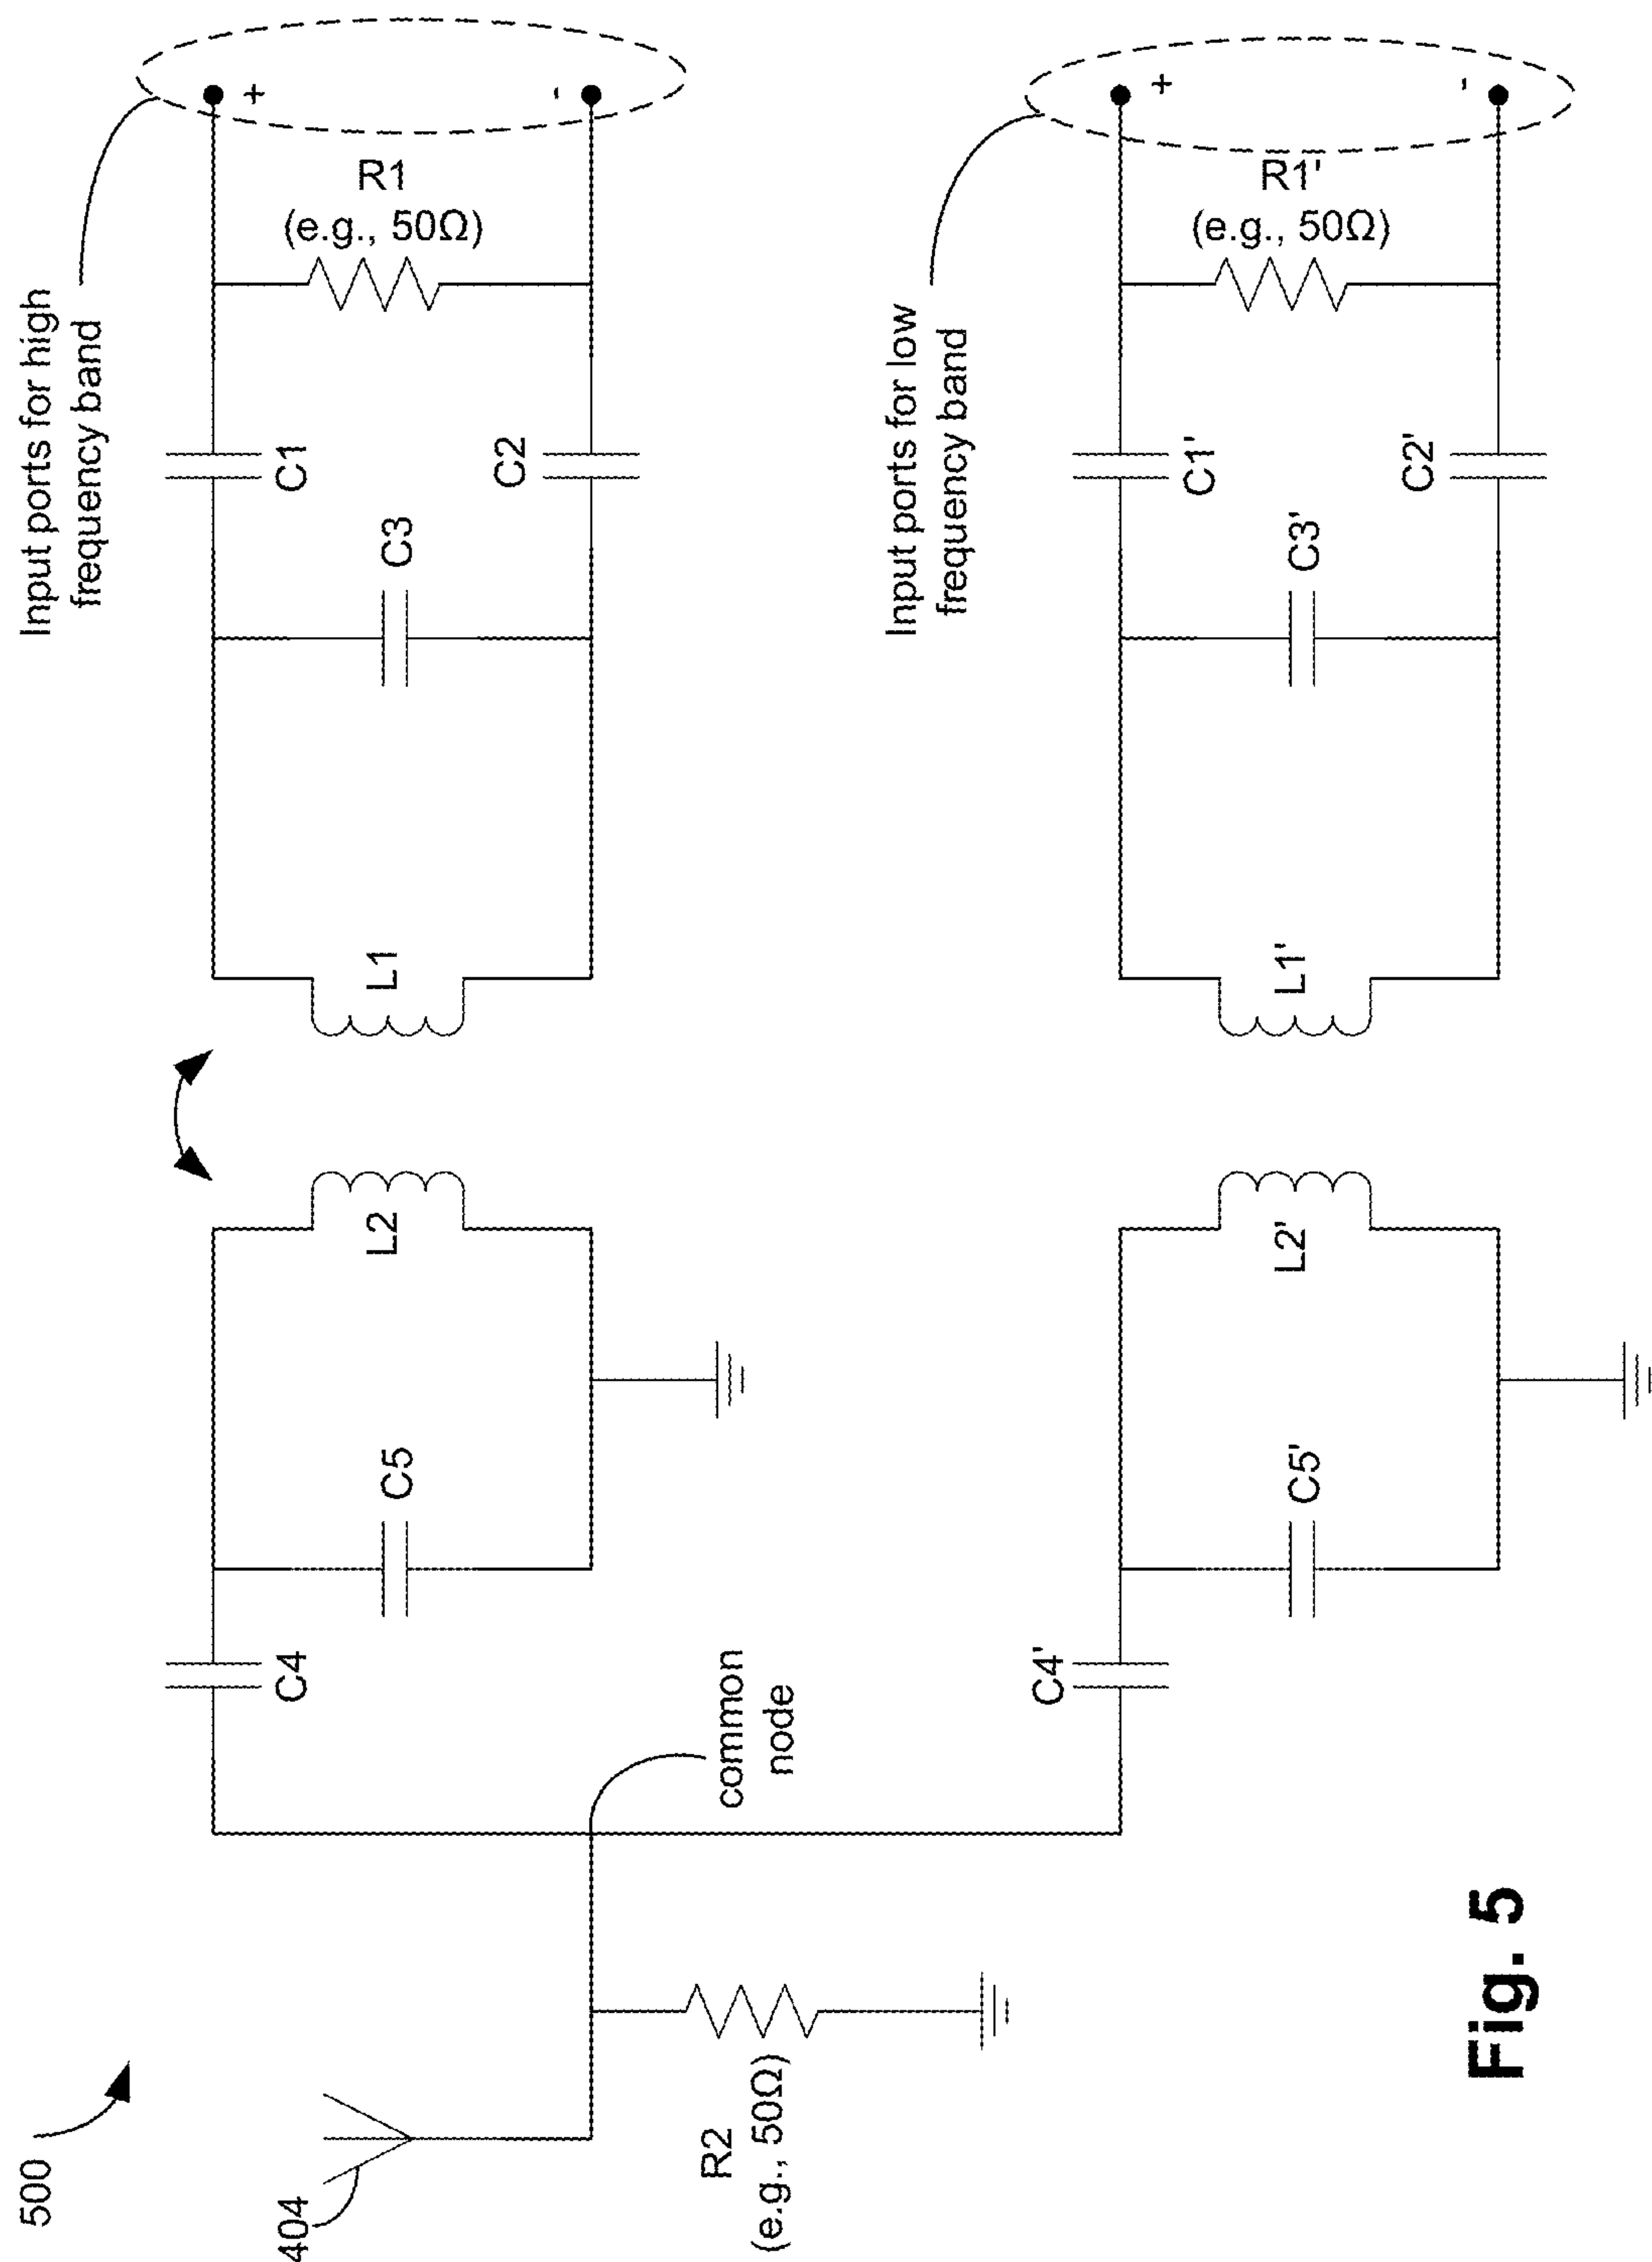 500
404
R2
(e.g., 50Ω)
common
node
C4
C5
L2
L1
C3
C1
C2
R1
(e.g., 50Ω)
+
-
Input ports for high
frequency band
C4'
C5'
L2'
L1'
C3'
C1'
C2'
R1'
(e.g., 50Ω)
+
-
Input ports for low
frequency band
Fig. 5